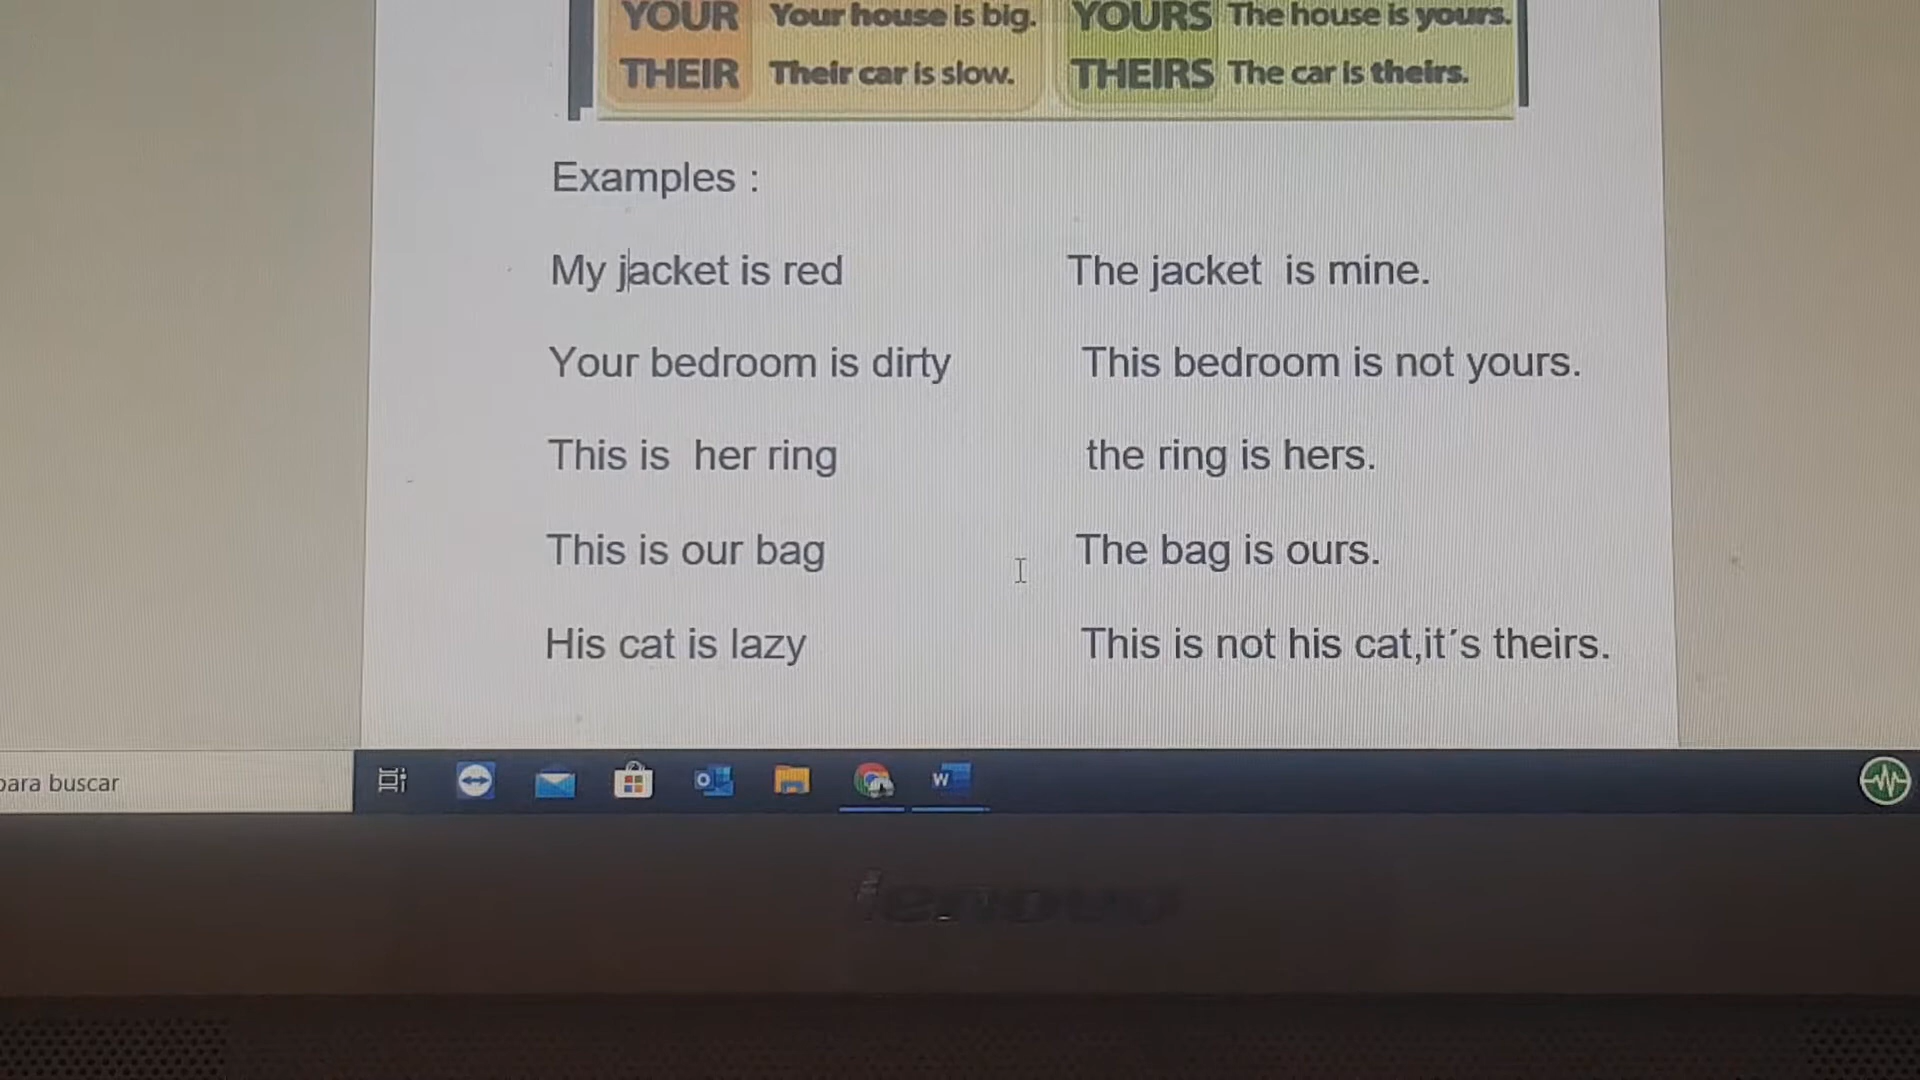 YOUR Your house is big. YOURS The house is yours.
THEIR Their car is slow. THEIRS The car is theirs.
Examples :
My jacket is red The jacket is mine.
Your bedroom is dirty This bedroom is not yours.
This is her ring the ring is hers.
This is our bag The bag is ours.
His cat is lazy This is not his cat,it´s theirs.
para buscar
lenovo